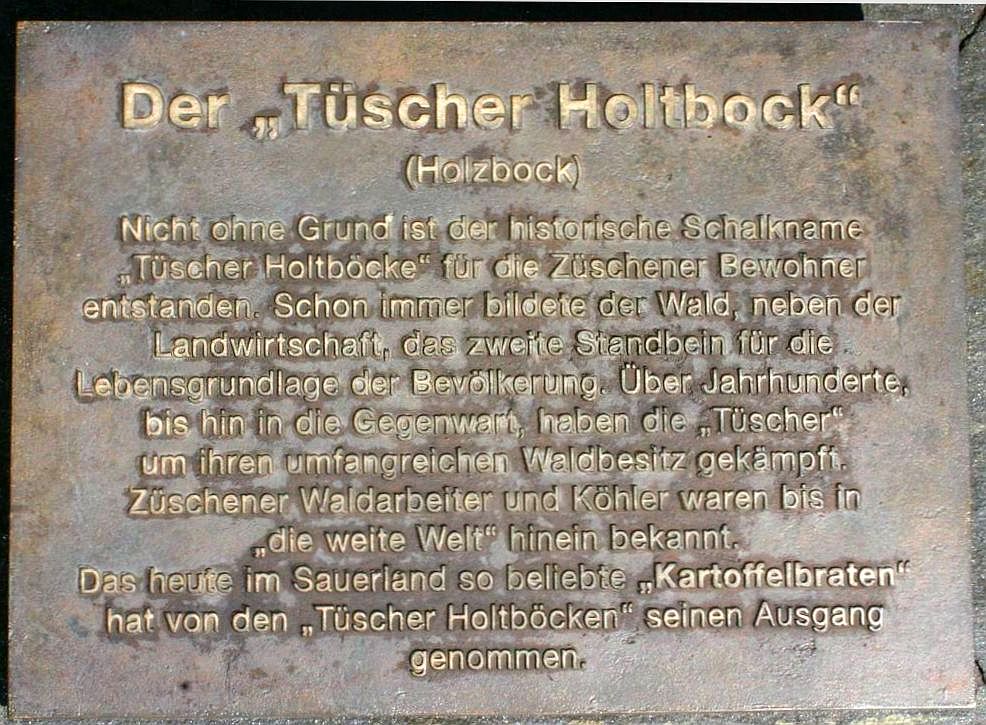 Der „Tüscher Holtbock“
(Holzbock)
Nicht ohne Grund ist der historische Schalkname
„Tüscher Holtböcke“ für die Züschener Bewohner
entstanden. Schon immer bildete der Wald, neben der
Landwirtschaft, das zweite Standbein für die
Lebensgrundlage der Bevölkerung. Über Jahrhunderte,
bis hin in die Gegenwart, haben die „Tüscher“
um ihren umfangreichen Waldbesitz gekämpft.
Züschener Waldarbeiter und Köhler waren bis in
„die weite Welt“ hinein bekannt.
Das heute im Sauerland so beliebte „Kartoffelbraten“
hat von den „Tüscher Holtböcken“ seinen Ausgang
genommen.